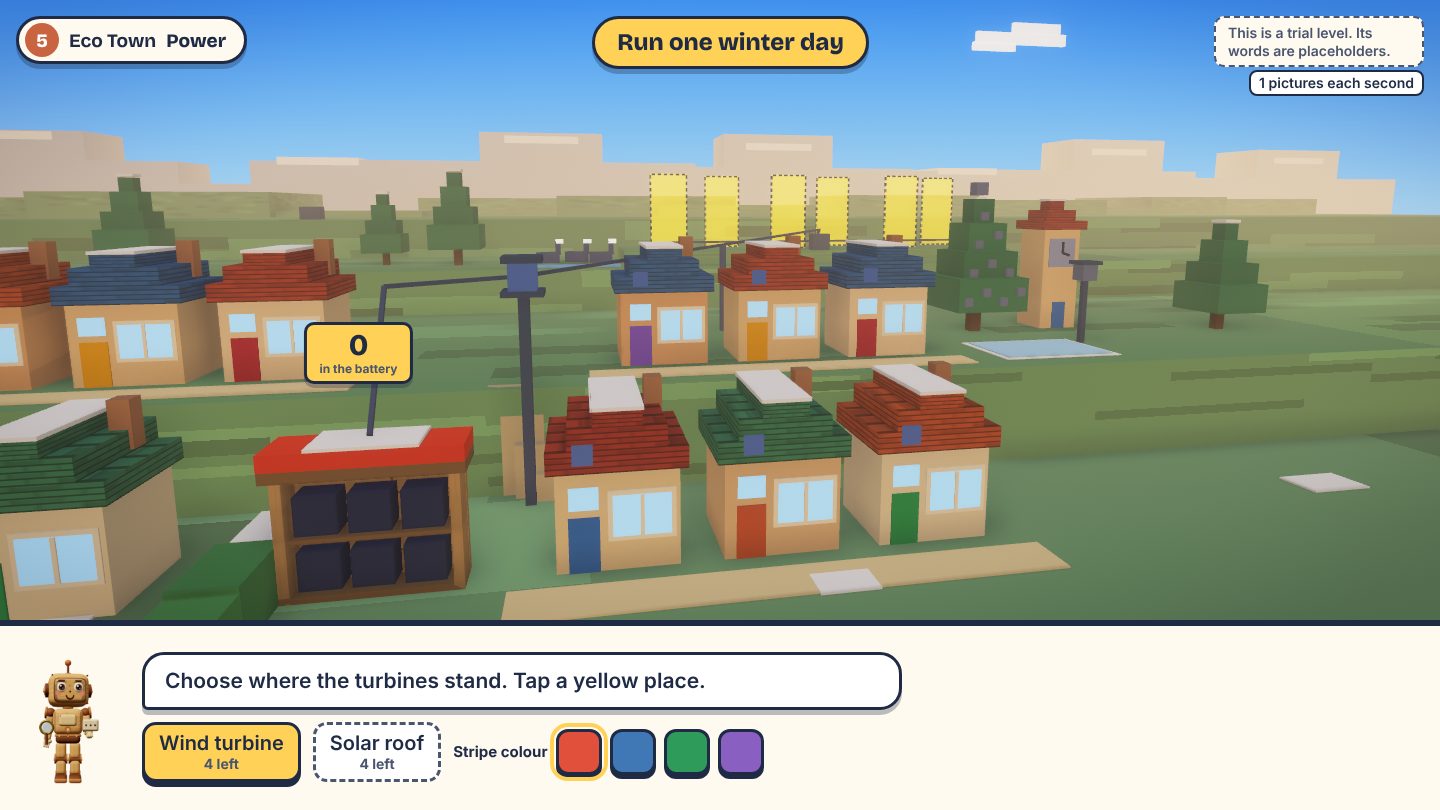 5 Eco Town Power
Run one winter day
This is a trial level. Its
words are placeholders.
1 pictures each second
0
in the battery
Choose where the turbines stand. Tap a yellow place.
Wind turbine
4 left
Solar roof
4 left
Stripe colour